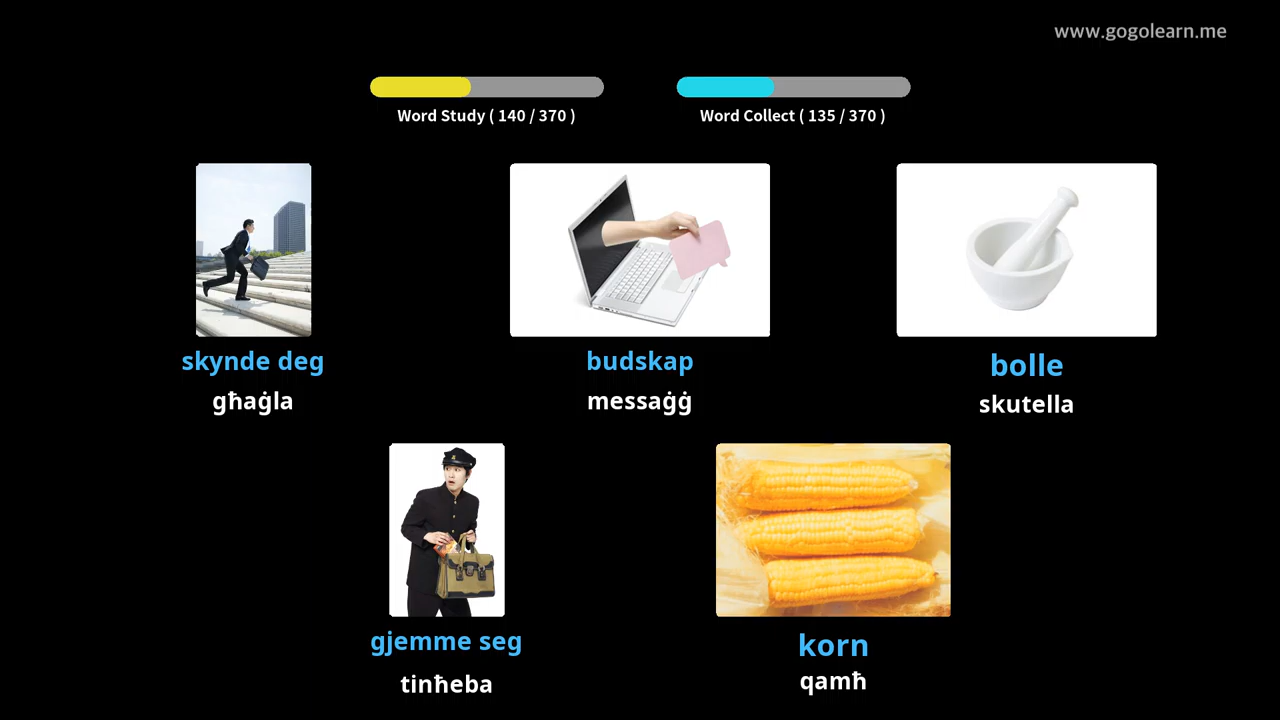 www.gogolearn.me
Word Study ( 140 / 370 )
Word Collect ( 135 / 370 )
skynde deg
għaġla
budskap
messaġġ
bolle
skutella
gjemme seg
tinħeba
korn
qamħ